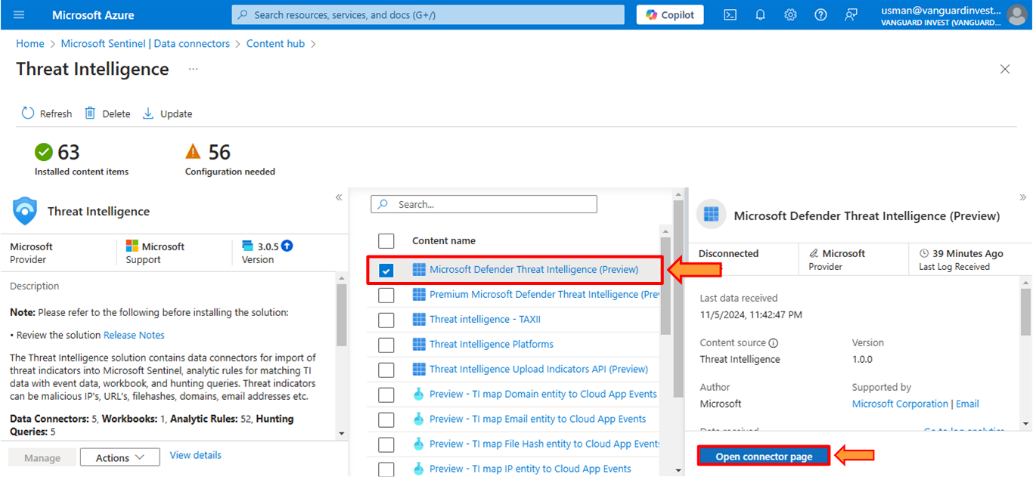 Microsoft Azure
Search resources, services, and docs (G+/)
Copilot
usman@vanguardinvest...
VANGUARD INVEST (VANGUARD...
Home > Microsoft Sentinel | Data connectors > Content hub >
Threat Intelligence ...
Refresh Delete Update
63
Installed content items
56
Configuration needed
Threat Intelligence
Microsoft
Provider
Microsoft
Support
3.0.5
Version
Description
Note: Please refer to the following before installing the solution:
• Review the solution Release Notes
The Threat Intelligence solution contains data connectors for import of
threat indicators into Microsoft Sentinel, analytic rules for matching TI
data with event data, workbook, and hunting queries. Threat indicators
can be malicious IP's, URL's, filehashes, domains, email addresses etc.
Data Connectors: 5, Workbooks: 1, Analytic Rules: 52, Hunting
Queries: 5
Manage
Actions
View details
Search...
Content name
Microsoft Defender Threat Intelligence (Preview)
Premium Microsoft Defender Threat Intelligence (Pre
Threat intelligence - TAXII
Threat Intelligence Platforms
Threat Intelligence Upload Indicators API (Preview)
Preview - TI map Domain entity to Cloud App Events
Preview - TI map Email entity to Cloud App Events
Preview - TI map File Hash entity to Cloud App Events
Preview - TI map IP entity to Cloud App Events
Microsoft Defender Threat Intelligence (Preview)
Disconnected
Microsoft
Provider
39 Minutes Ago
Last Log Received
Last data received
11/5/2024, 11:42:47 PM
Content source
Threat Intelligence
Version
1.0.0
Author
Microsoft
Supported by
Microsoft Corporation | Email
Data received
Go to log analytics
Open connector page